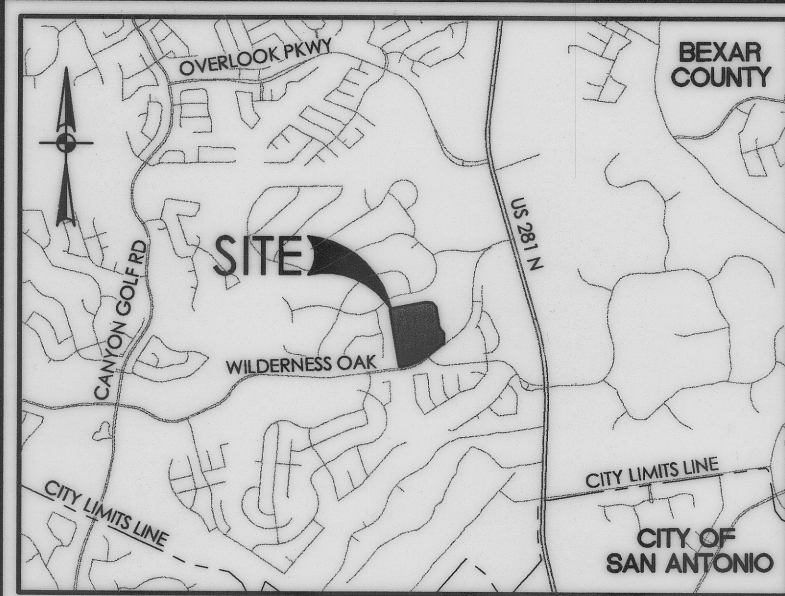 OVERLOOK PKWY
BEXAR
COUNTY
US 281 N
SITE
CANYON GOLF RD
WILDERNESS OAK
CITY LIMITS LINE
CITY LIMITS LINE
CITY OF
SAN ANTONIO